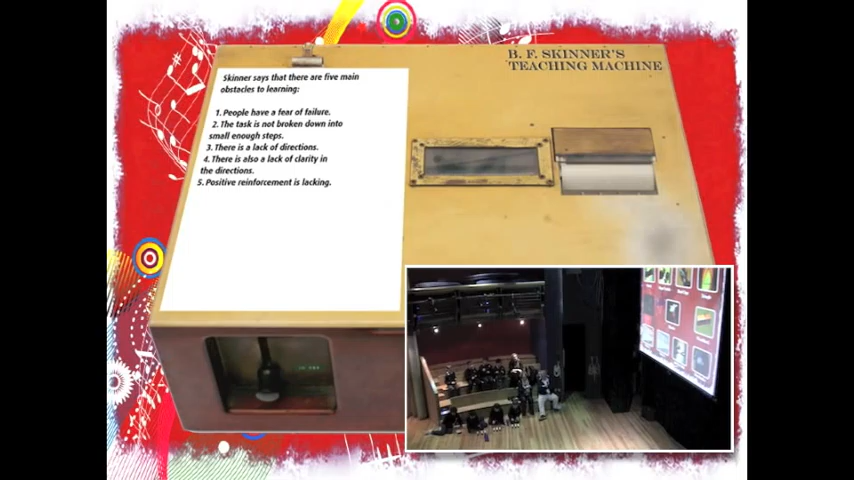 B. F. SKINNER'S
TEACHING MACHINE
Skinner says that there are five main
obstacles to learning:
1. People have a fear of failure.
2. The task is not broken down into
small enough steps.
3. There is a lack of directions.
4. There is also a lack of clarity in
the directions.
5. Positive reinforcement is lacking.